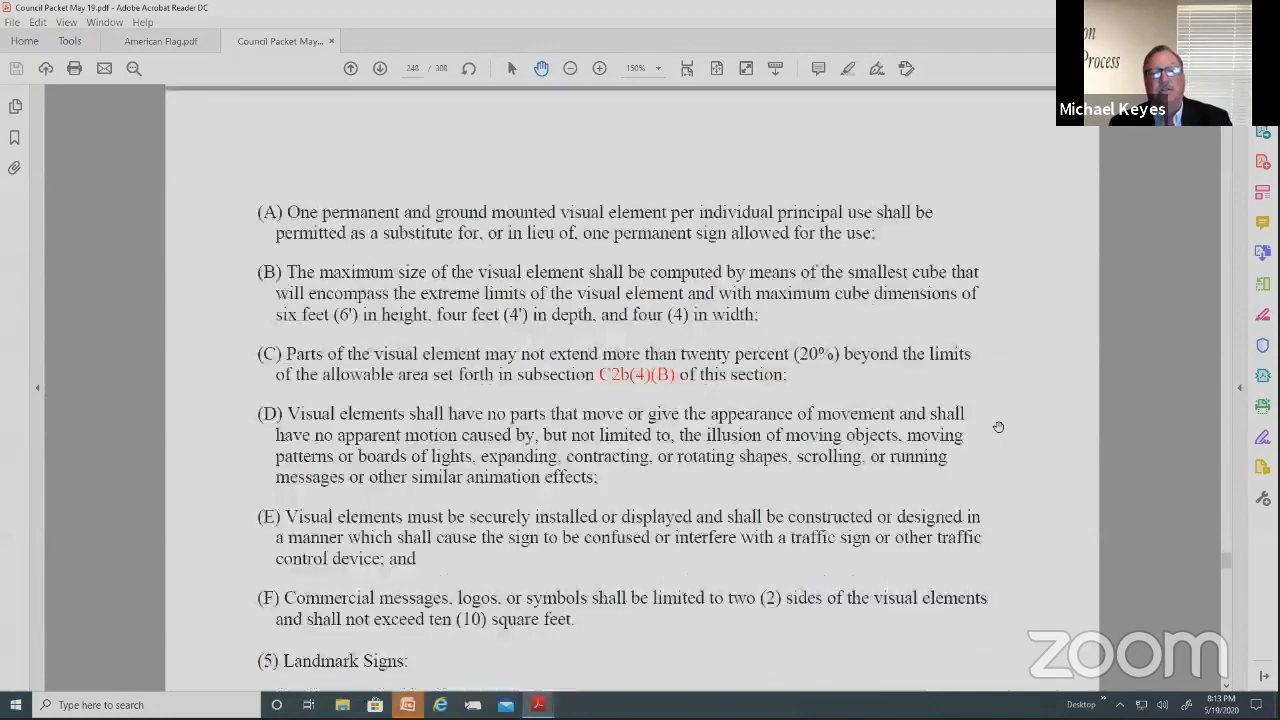 Council Packet May 19.pdf - Adobe Acrobat Reader DC
File Edit View Window Help
Home Tools American Flag.pdf Council Packet May... ×
248 / 308 150%
on
Process
Michael Keyes
(A) One permanent and ground mounted visual element per individual principal use shall be
permitted as a substitute for, or in lieu of, one permanent sign allowed for the use;
(B) The maximum size of the visual element shall be computed by means of the smallest cube that
will encompass the extreme limits of the visual element and with maximum cube dimensions of
six feet (6') in height, four feet (4') in depth, and four (4) in width;
(C) Parts of the visual element may not extend more than twenty percent (20%) beyond the limits
of the allowable area set forth in subsection C2b(4)(B) of this section;
(D) Visual elements shall have no parts that move or give the appearance of movement and shall
have no apparent motion caused by, but not limited to, the illusion of moving objects, moving
patterns or boards of lights, expanding, contracting, or rotating shapes, scrolling, or running
messages or other similar animation effects;
(E) Visual elements must be securely installed or displayed and shall be constructed or designed in
a manner which shall cause the sign to be confused or interfere with a traffic sign or other traffic
control device; and
(F) Commercial messages, logos, or symbols shall be limited to two (2) sides of the visual elements
and shall not exceed ten (10) square feet.
(5) Landmark Signs:
zoom
Type here to search
Desktop
8:13 PM
5/19/2020